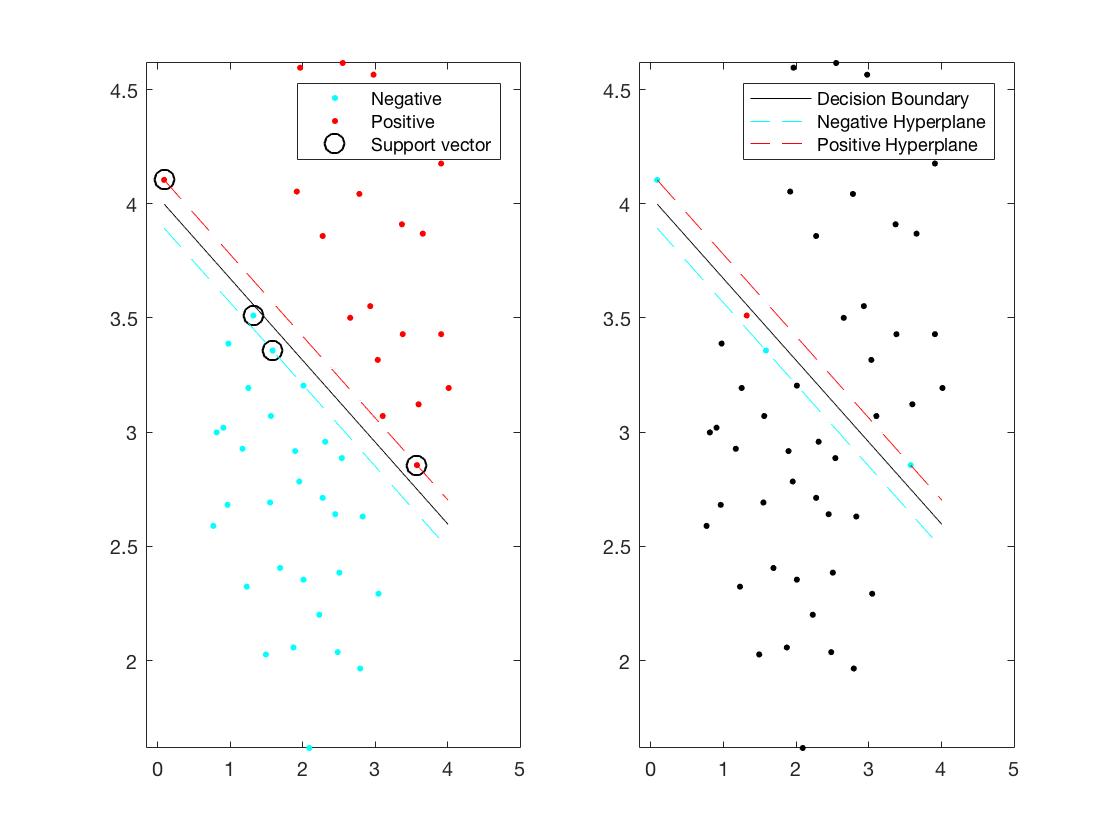 4.5
4
3.5
3
2.5
2
0 1 2 3 4 5
Negative
Positive
Support vector
4.5
4
3.5
3
2.5
2
0 1 2 3 4 5
Decision Boundary
Negative Hyperplane
Positive Hyperplane